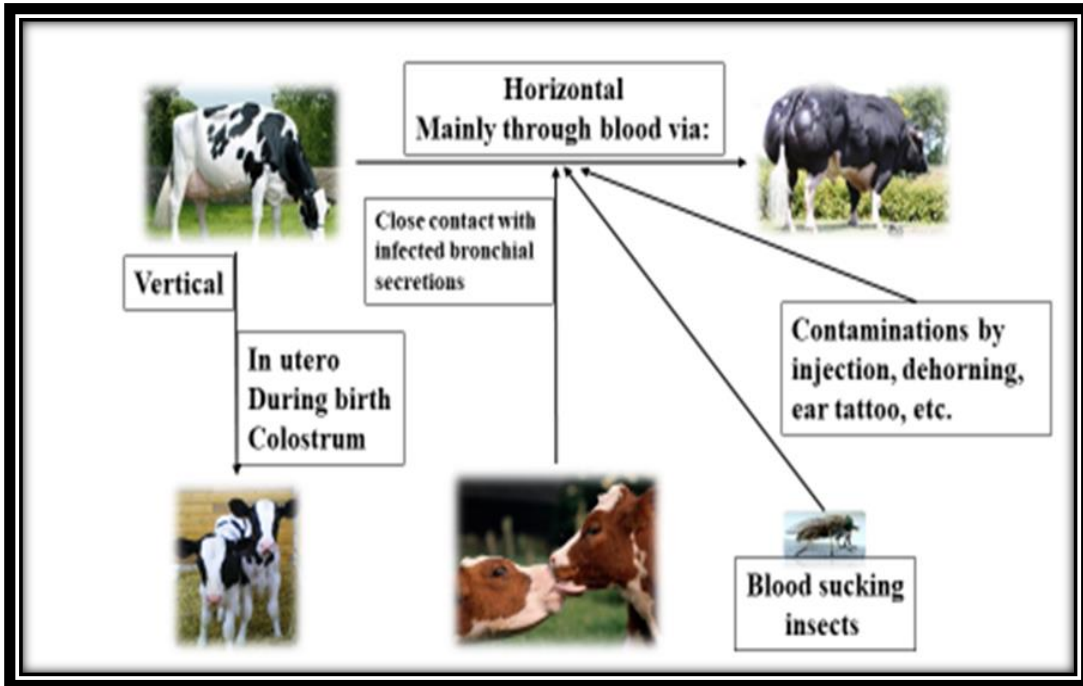 Horizontal
Mainly through blood via:
Close contact with
infected bronchial
secretions
Vertical
In utero
During birth
Colostrum
Contaminations by
injection, dehorning,
ear tattoo, etc.
Blood sucking
insects